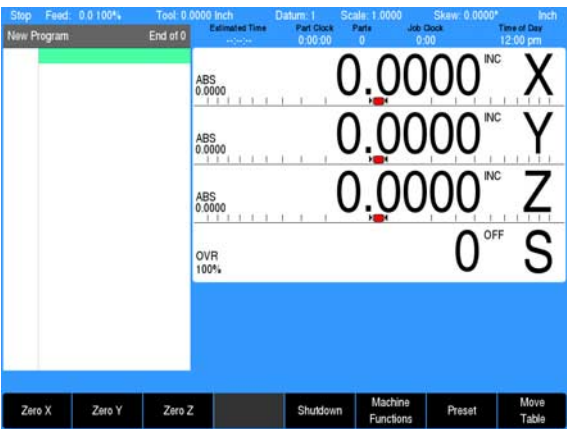 Stop Feed: 0.0 100% Tool: 0.0000 Inch Datum: 1 Scale: 1.0000 Skew: 0.0000° Inch
New Program End of 0
Estimated Time Part Clock Parts Job Clock Time of Day
--:--:-- 0:00:00 0 0:00 12:00 pm
ABS 0.0000 0.0000 INC X
ABS 0.0000 0.0000 INC Y
ABS 0.0000 0.0000 INC Z
OVR 100% 0 OFF S
Zero X Zero Y Zero Z Shutdown Machine Functions Preset Move Table